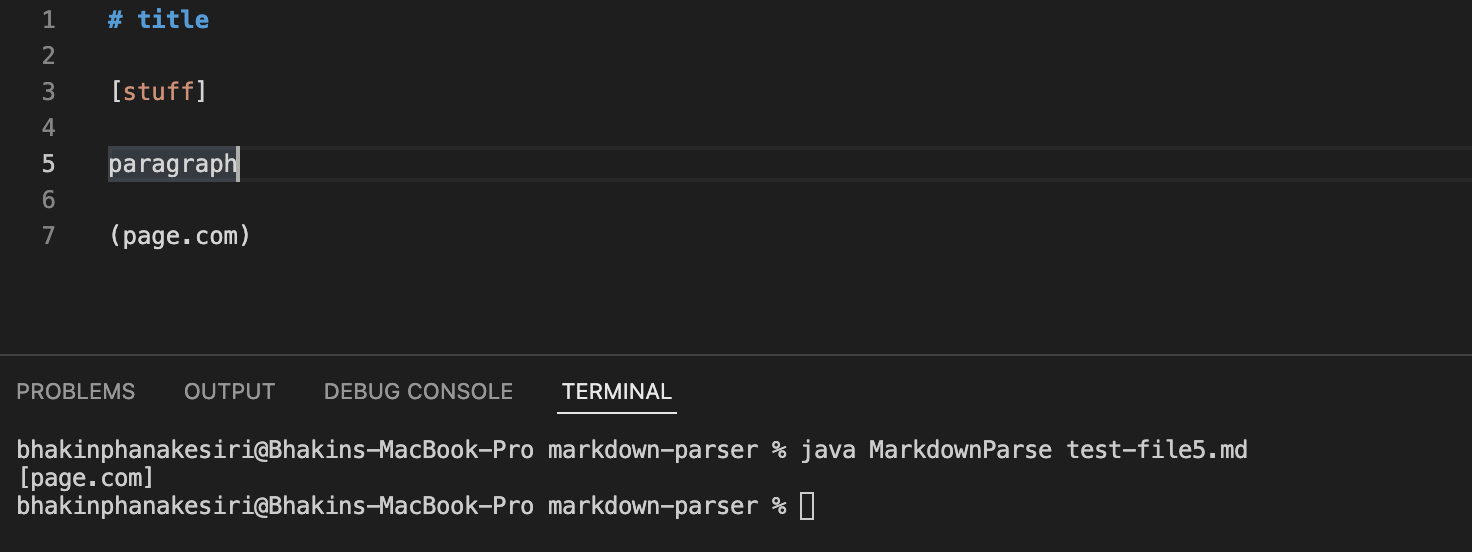 1 # title
2
3 [stuff]
4
5 paragraph
6
7 (page.com)
PROBLEMS OUTPUT DEBUG CONSOLE TERMINAL
bhakinphanakesiri@Bhakins-MacBook-Pro markdown-parser % java MarkdownParse test-file5.md
[page.com]
bhakinphanakesiri@Bhakins-MacBook-Pro markdown-parser %